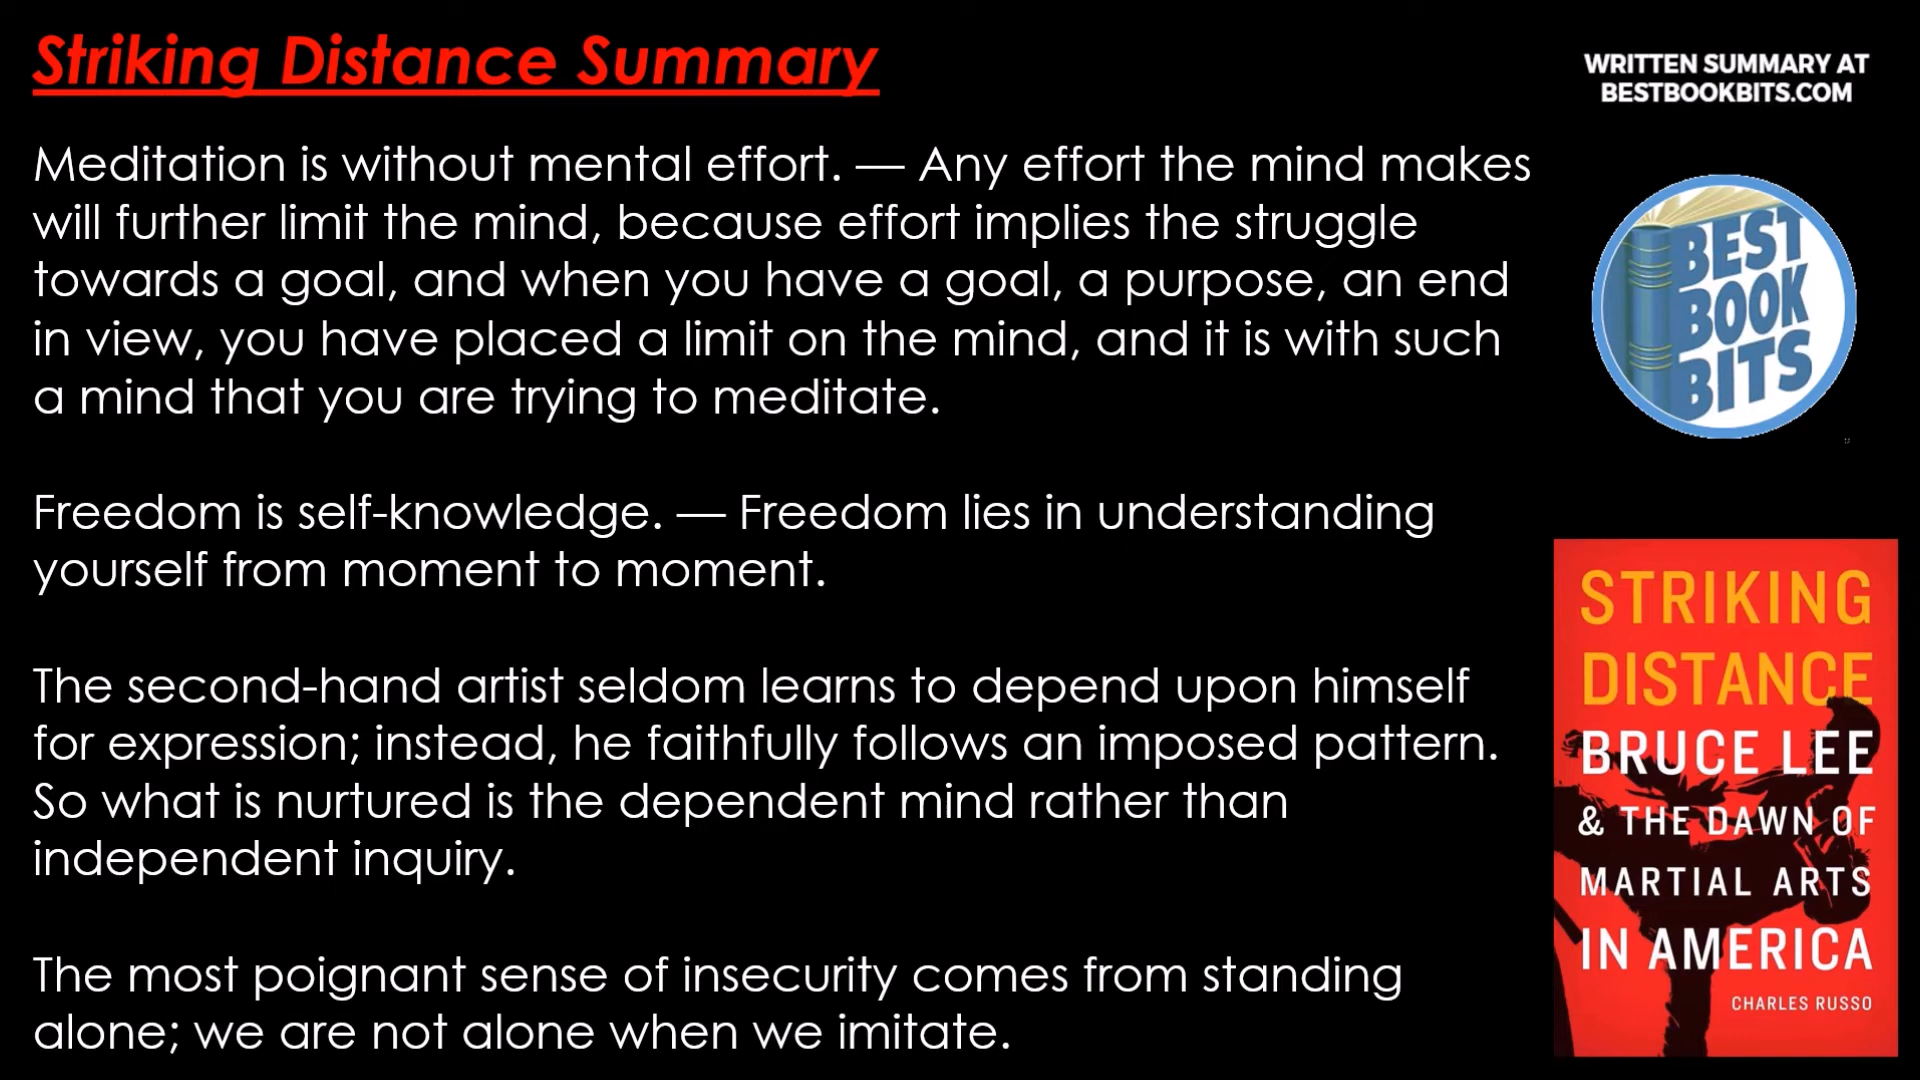 Striking Distance Summary
WRITTEN SUMMARY AT
BESTBOOKBITS.COM
Meditation is without mental effort. — Any effort the mind makes
will further limit the mind, because effort implies the struggle
towards a goal, and when you have a goal, a purpose, an end
in view, you have placed a limit on the mind, and it is with such
a mind that you are trying to meditate.
Freedom is self-knowledge. — Freedom lies in understanding
yourself from moment to moment.
The second-hand artist seldom learns to depend upon himself
for expression; instead, he faithfully follows an imposed pattern.
So what is nurtured is the dependent mind rather than
independent inquiry.
The most poignant sense of insecurity comes from standing
alone; we are not alone when we imitate.
BEST
BOOK
BITS
STRIKING
DISTANCE
BRUCE LEE
& THE DAWN OF
MARTIAL ARTS
IN AMERICA
CHARLES RUSSO